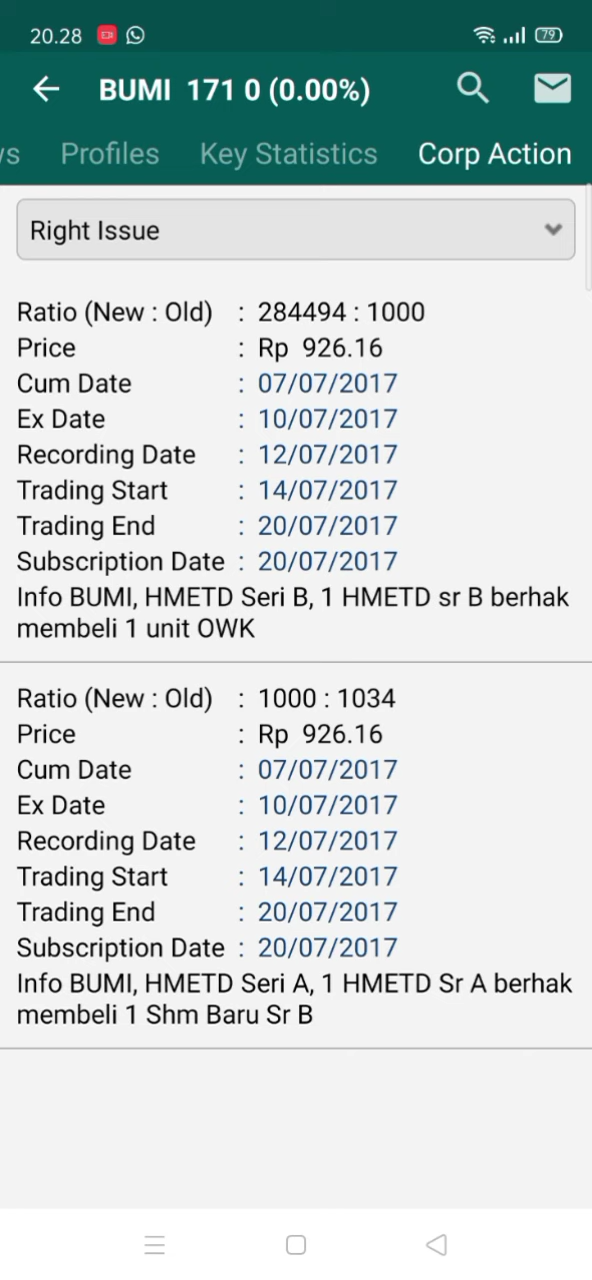 20.28
79
BUMI 171 0 (0.00%)
vs Profiles Key Statistics Corp Action
Right Issue
Ratio (New : Old) : 284494 : 1000
Price : Rp 926.16
Cum Date : 07/07/2017
Ex Date : 10/07/2017
Recording Date : 12/07/2017
Trading Start : 14/07/2017
Trading End : 20/07/2017
Subscription Date : 20/07/2017
Info BUMI, HMETD Seri B, 1 HMETD sr B berhak
membeli 1 unit OWK
Ratio (New : Old) : 1000 : 1034
Price : Rp 926.16
Cum Date : 07/07/2017
Ex Date : 10/07/2017
Recording Date : 12/07/2017
Trading Start : 14/07/2017
Trading End : 20/07/2017
Subscription Date : 20/07/2017
Info BUMI, HMETD Seri A, 1 HMETD Sr A berhak
membeli 1 Shm Baru Sr B